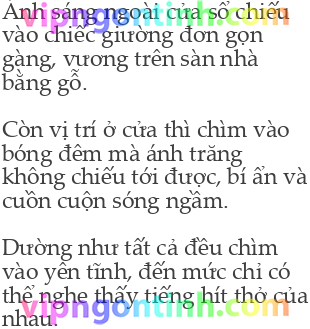 Ánh sáng ngoài cửa sổ chiếu
vào chiếc giường đơn gọn
gàng, vương trên sàn nhà
bằng gỗ.
Còn vị trí ở cửa thì chìm vào
bóng đêm mà ánh trăng
không chiếu tới được, bí ẩn và
cuồn cuộn sóng ngầm.
Dường như tất cả đều chìm
vào yên tĩnh, đến mức chỉ có
thể nghe thấy tiếng hít thở của
nhau.
vipngontinh.com
vipngontinh.com